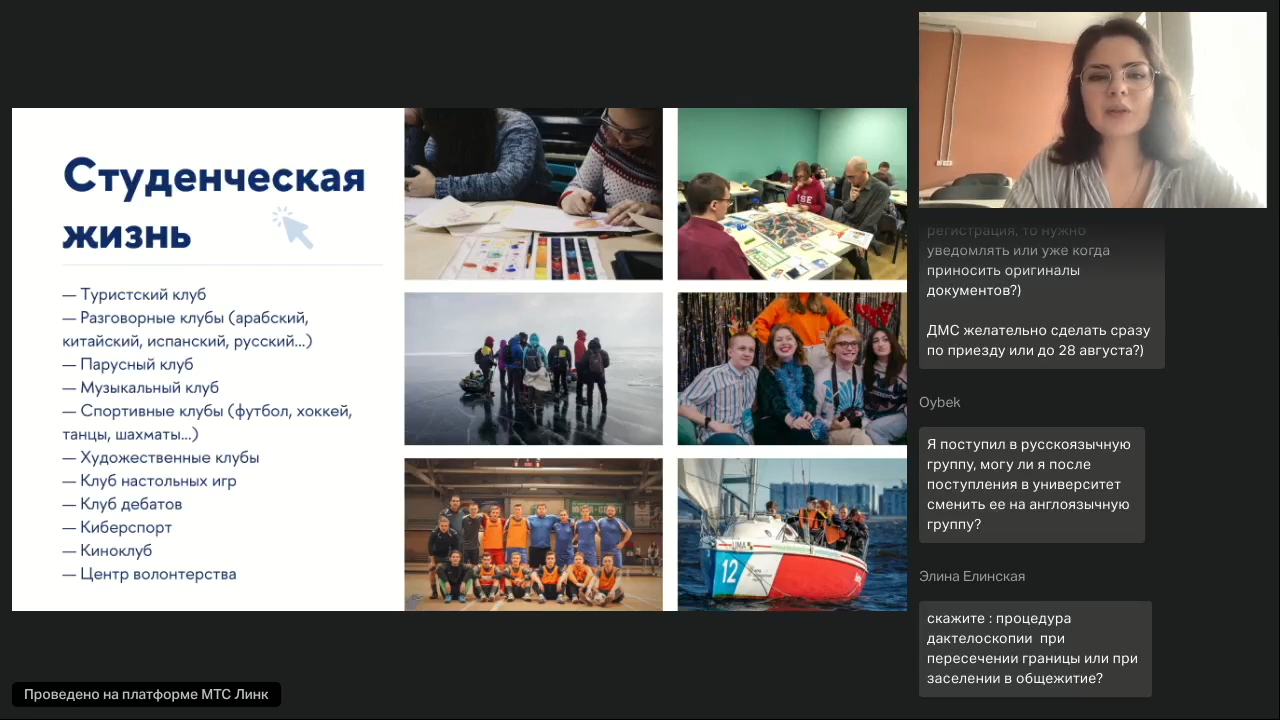 Студенческая
жизнь
— Туристский клуб
— Разговорные клубы (арабский,
китайский, испанский, русский...)
— Парусный клуб
— Музыкальный клуб
— Спортивные клубы (футбол, хоккей,
танцы, шахматы...)
— Художественные клубы
— Клуб настольных игр
— Клуб дебатов
— Киберспорт
— Киноклуб
— Центр волонтерства
12
регистрация, то нужно
уведомлять или уже когда
приносить оригиналы
документов?)
ДМС желательно сделать сразу
по приезду или до 28 августа?)
Oybek
Я поступил в русскоязычную
группу, могу ли я после
поступления в университет
сменить ее на англоязычную
группу?
Элина Елинская
скажите : процедура
дактелоскопии  при
пересечении границы или при
заселении в общежитие?
Проведено на платформе МТС Линк